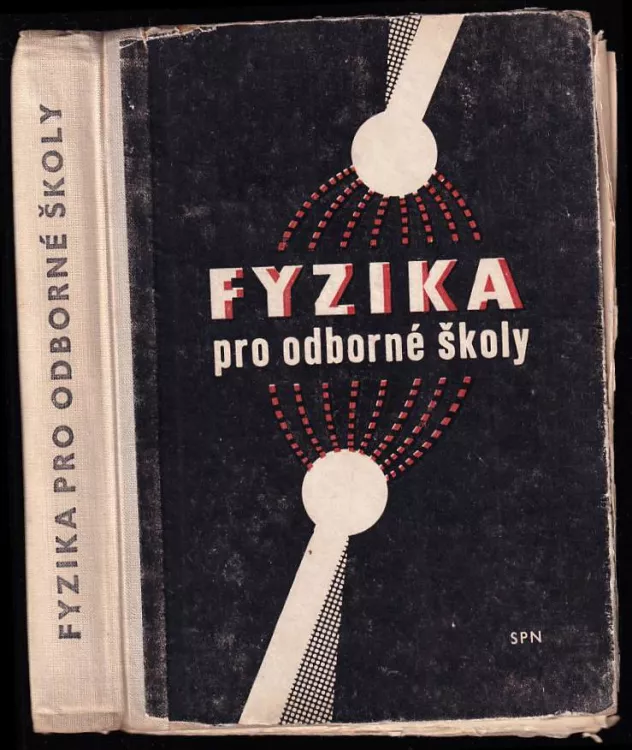 FYZIKA PRO ODBORNÉ ŠKOLY
FYZIKA
pro odborné školy
SPN